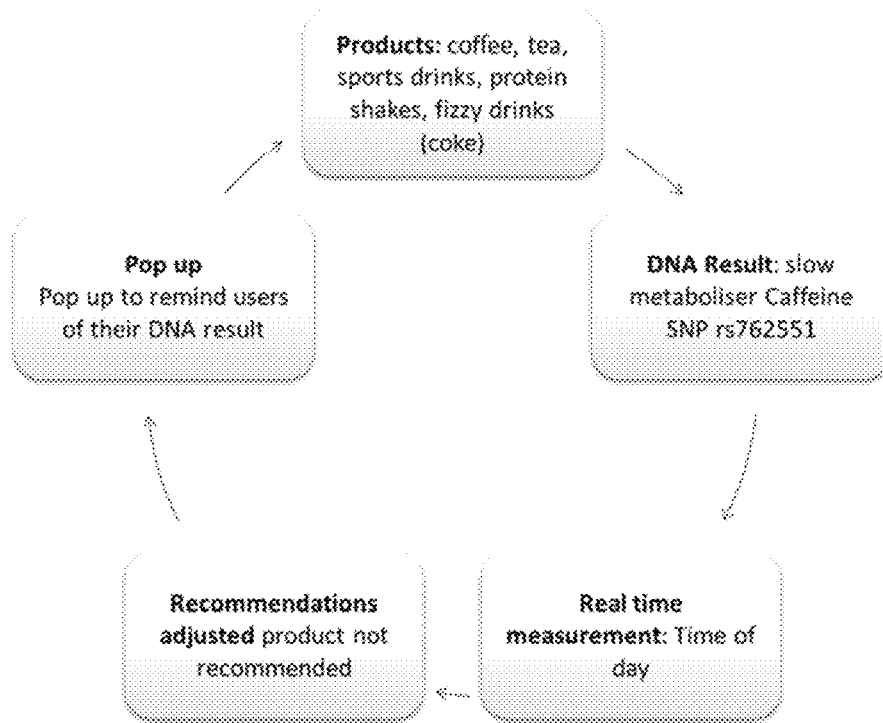 Products: coffee, tea,
sports drinks, protein
shakes, fizzy drinks
(coke)
DNA Result: slow
metaboliser Caffeine
SNP rs762551
Real time
measurement: Time of
day
Recommendations
adjusted product not
recommended
Pop up
Pop up to remind users
of their DNA result